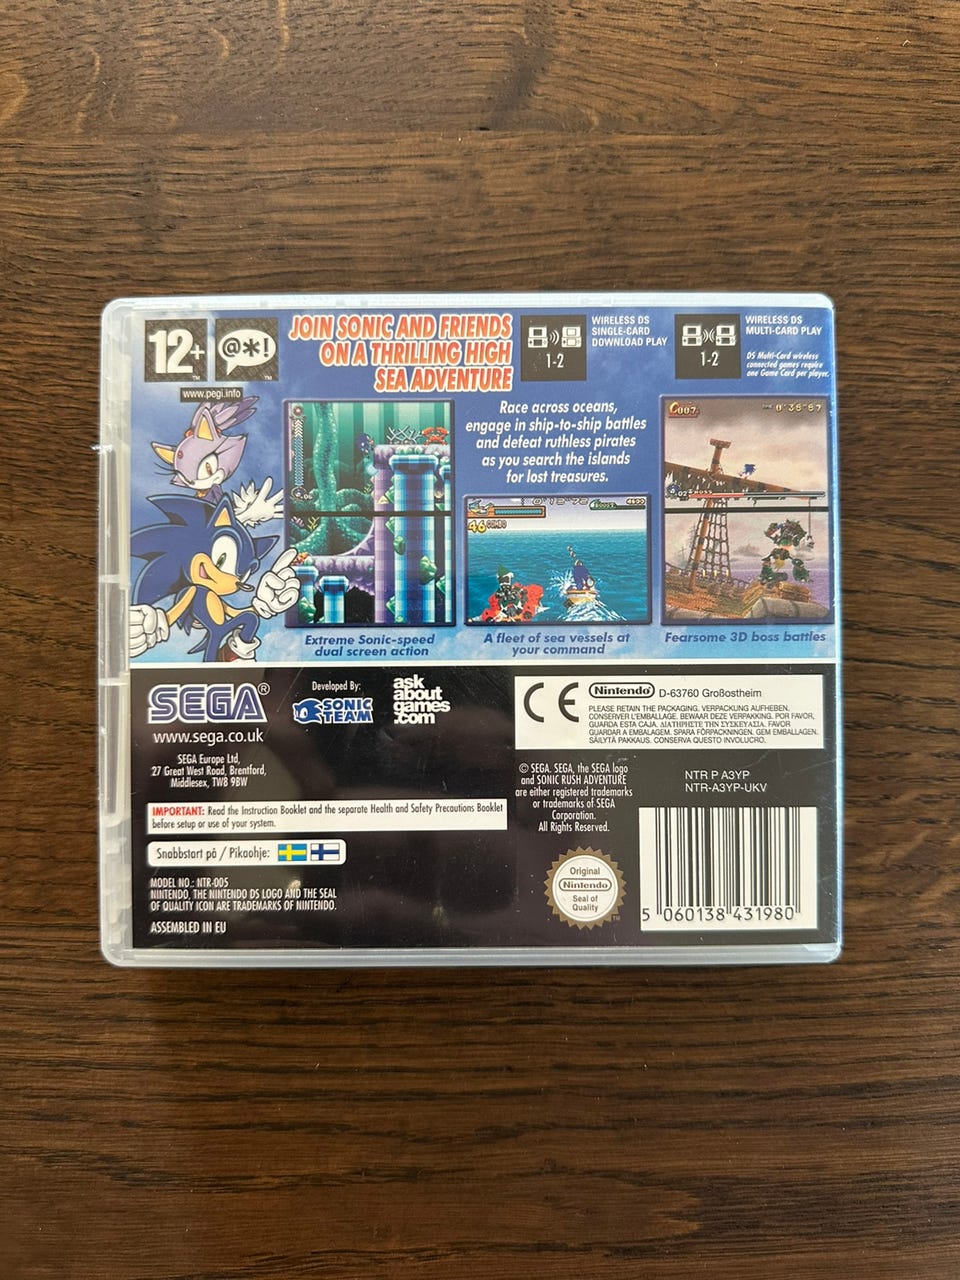 12+
TM
@*!
TM
www.pegi.info
JOIN SONIC AND FRIENDS
ON A THRILLING HIGH
SEA ADVENTURE
1-2
WIRELESS DS
SINGLE-CARD
DOWNLOAD PLAY
1-2
WIRELESS DS
MULTI-CARD PLAY
DS Multi-Card wireless
connected games require
one Game Card per player.
Race across oceans,
engage in ship-to-ship battles
and defeat ruthless pirates
as you search the islands
for lost treasures.
46 COMBO
007
0'36"67
02
BOSS
Extreme Sonic-speed
dual screen action
A fleet of sea vessels at
your command
Fearsome 3D boss battles
SEGA®
www.sega.co.uk
SEGA Europe Ltd,
27 Great West Road, Brentford,
Middlesex, TW8 9BW
Developed By:
SONIC
TEAM
ask
about
games
.com
CE
Nintendo® D-63760 Großostheim
PLEASE RETAIN THE PACKAGING. VERPACKUNG AUFHEBEN.
CONSERVER L'EMBALLAGE. BEWAAR DEZE VERPAKKING. POR FAVOR,
GUARDA ESTA CAJA. ΔΙΑΤΗΡΗΣΤΕ ΤΗΝ ΣΥΣΚΕΥΑΣΙΑ. FAVOR
GUARDAR A EMBALAGEM. SPARA FÖRPACKNINGEN. GEM EMBALLAGEN.
SÄILYTÄ PAKKAUS. CONSERVA QUESTO INVOLUCRO.
© SEGA. SEGA, the SEGA logo
and SONIC RUSH ADVENTURE
are either registered trademarks
or trademarks of SEGA
Corporation.
All Rights Reserved.
NTR P A3YP
NTR-A3YP-UKV
IMPORTANT: Read the Instruction Booklet and the separate Health and Safety Precautions Booklet
before setup or use of your system.
Snabbstart på / Pikaohje:
MODEL NO.: NTR-005
NINTENDO, THE NINTENDO DS LOGO AND THE SEAL
OF QUALITY ICON ARE TRADEMARKS OF NINTENDO.
ASSEMBLED IN EU
Original
Nintendo
Seal of
Quality
TM
5 060138 431980